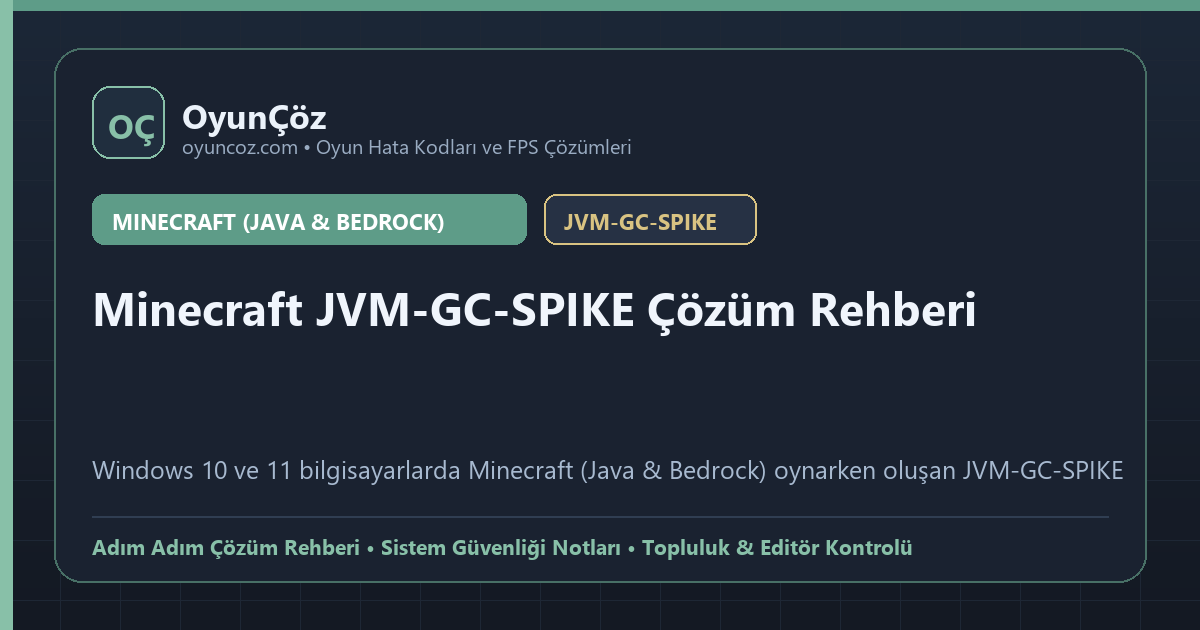 OÇ
OyunÇöz
oyuncoz.com • Oyun Hata Kodları ve FPS Çözümleri
MINECRAFT (JAVA & BEDROCK)
JVM-GC-SPIKE
Minecraft JVM-GC-SPIKE Çözüm Rehberi
Windows 10 ve 11 bilgisayarlarda Minecraft (Java & Bedrock) oynarken oluşan JVM-GC-SPIKE
Adım Adım Çözüm Rehberi • Sistem Güvenliği Notları • Topluluk & Editör Kontrolü